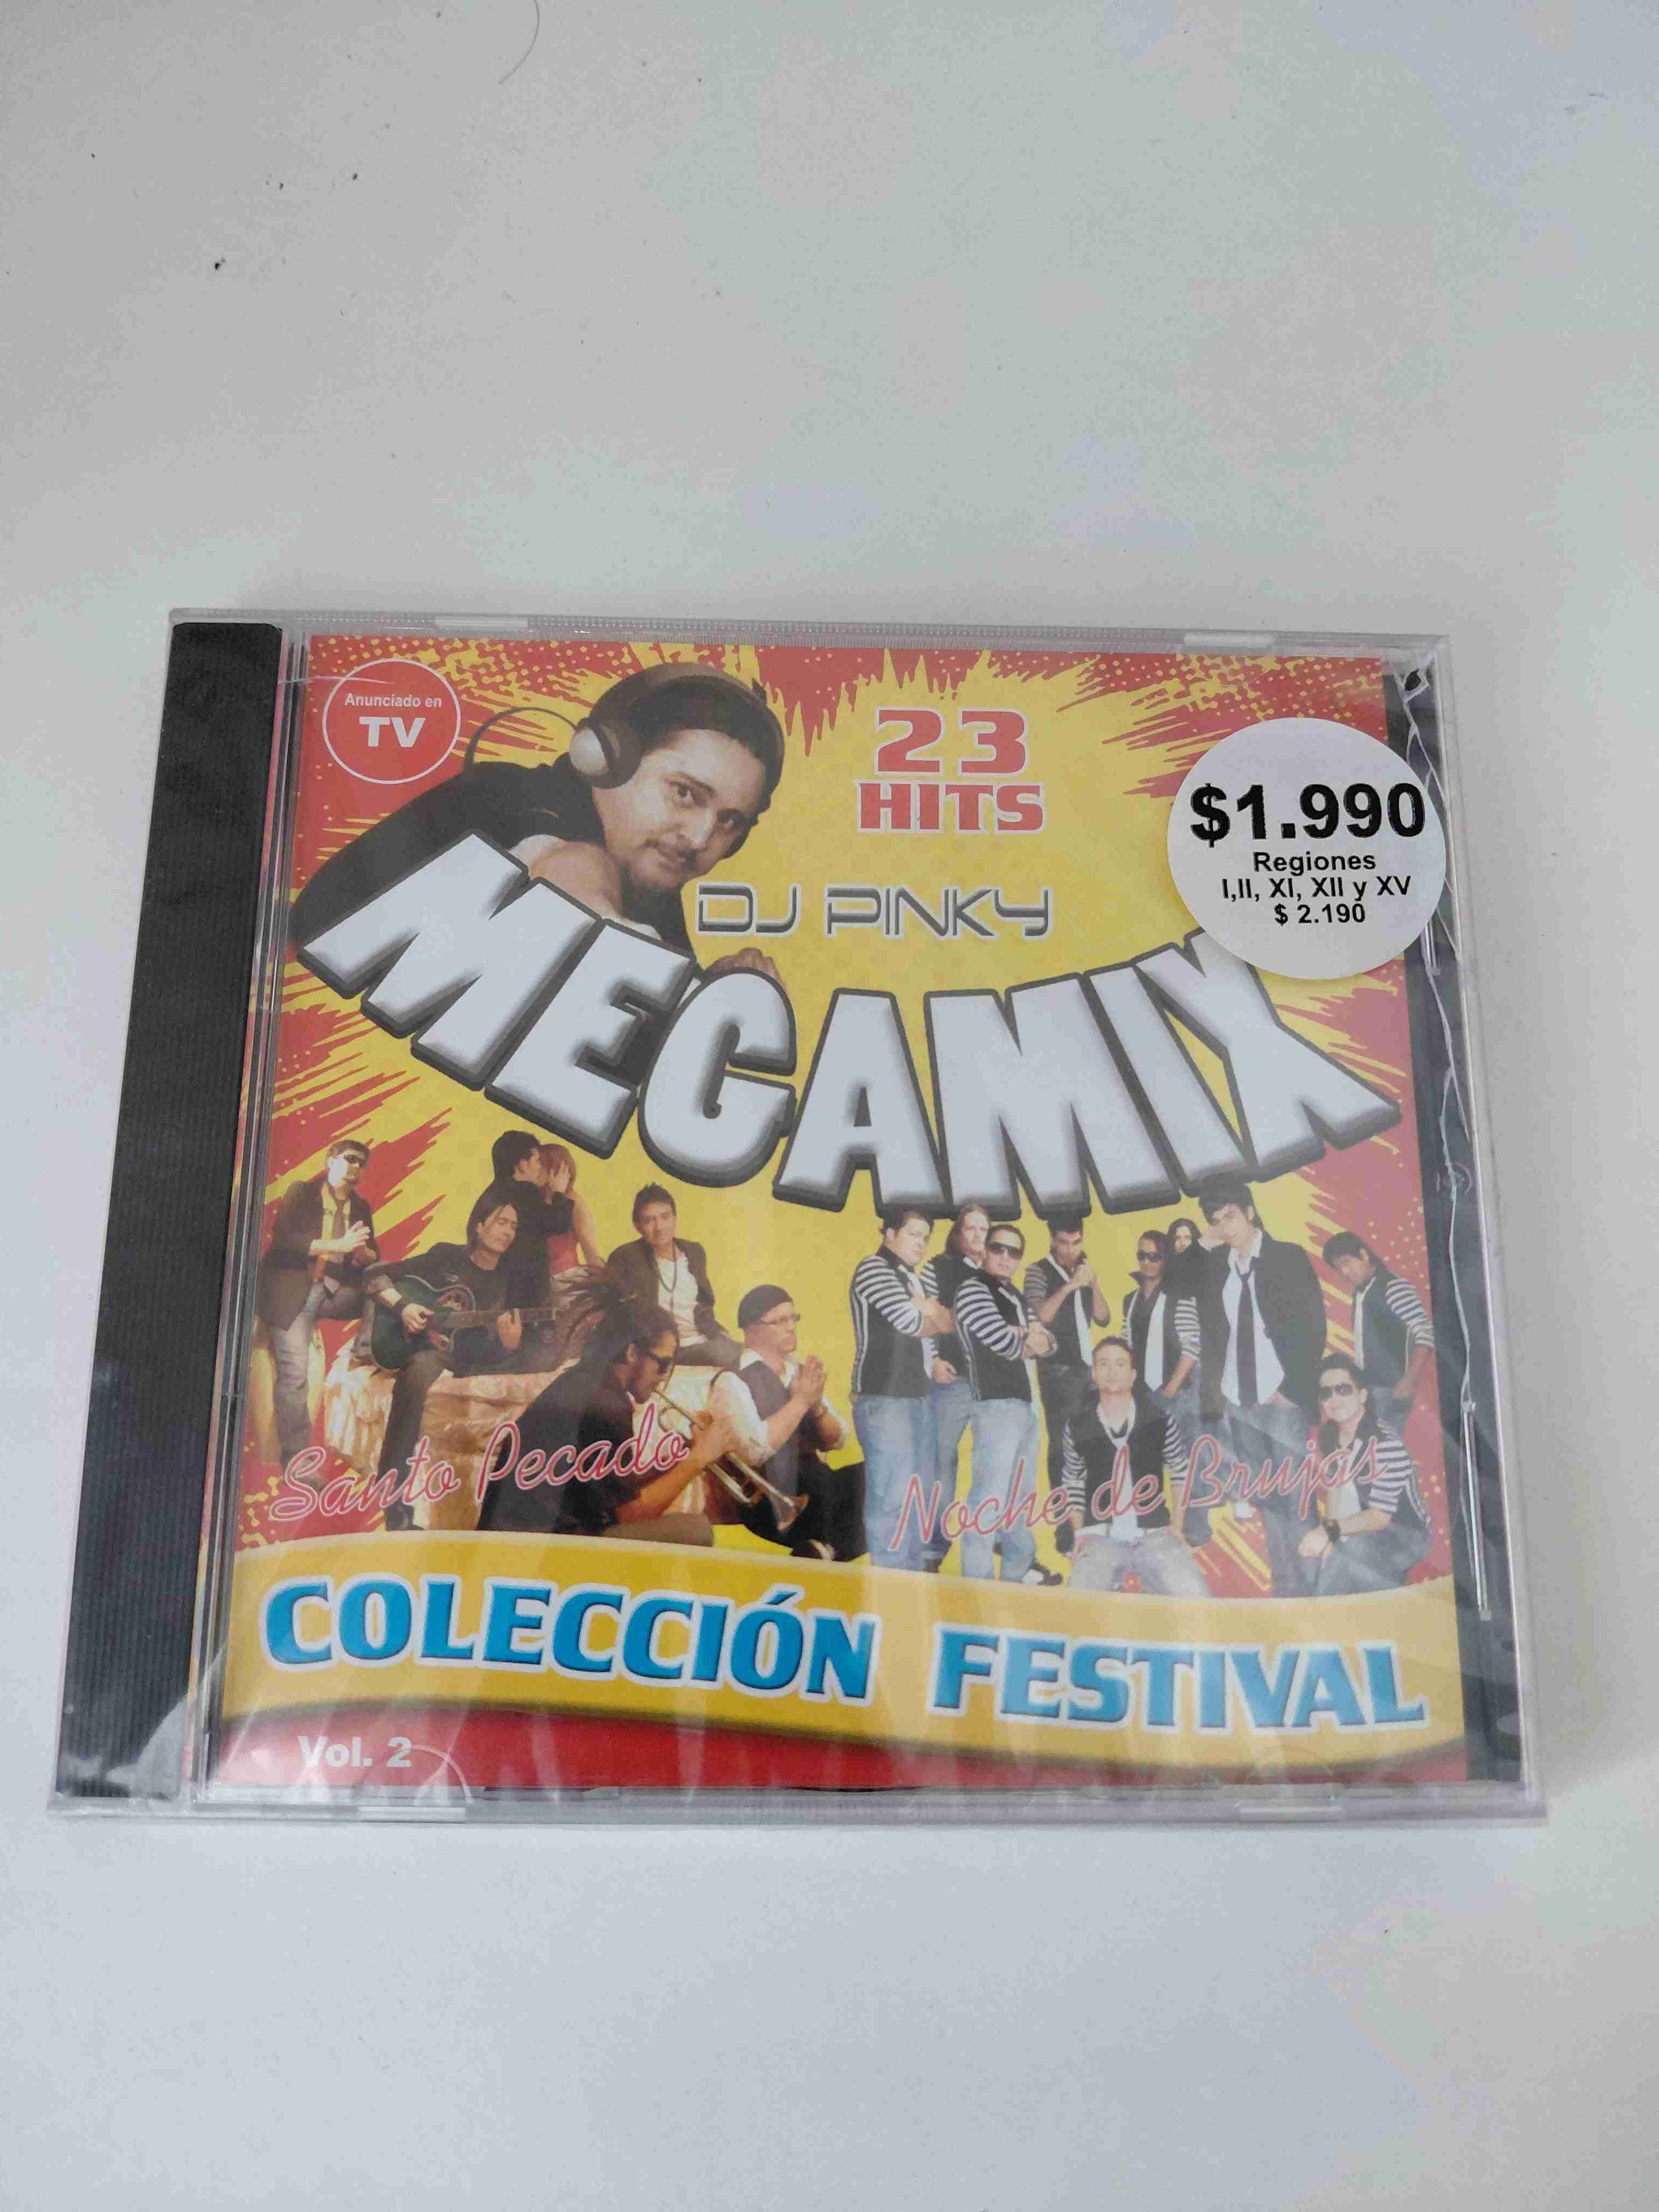 Anunciado en
TV
23
HITS
$1.990
Regiones
I,II, XI, XII y XV
$ 2.190
DJ PINKY
MEGAMIX
Santo Pecado
Noche de Brujas
COLECCIÓN FESTIVAL
Vol. 2